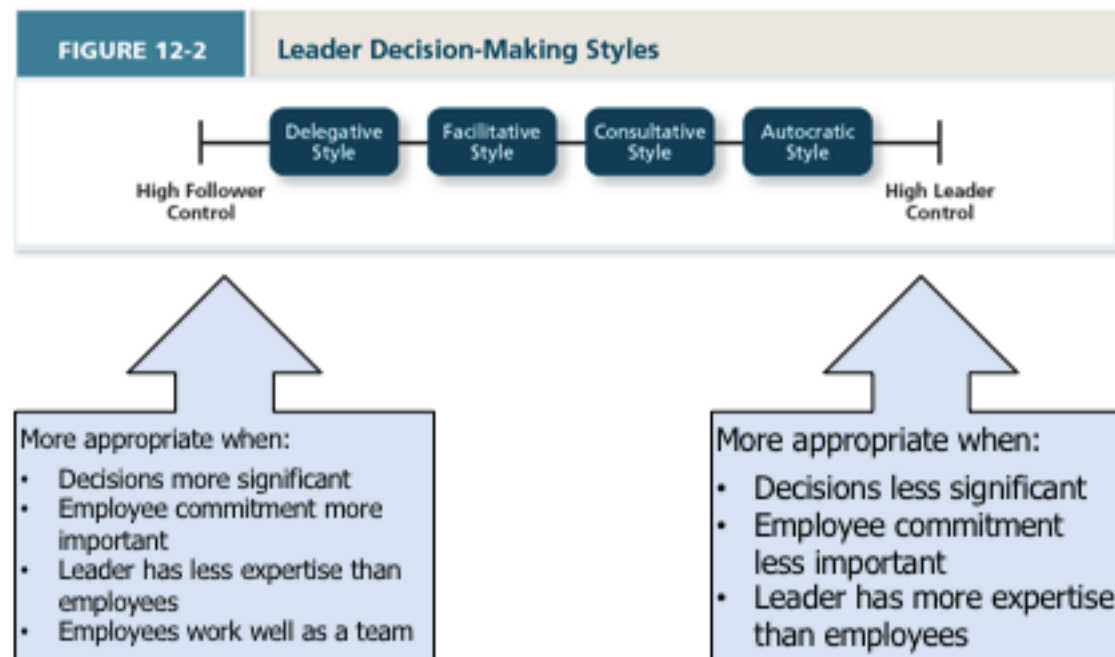 FIGURE 12-2
Leader Decision-Making Styles
Delegative
Style
Facilitative
Style
Consultative
Style
Autocratic
Style
High Follower
Control
High Leader
Control
More appropriate when:
• Decisions more significant
• Employee commitment more
important
• Leader has less expertise than
employees
• Employees work well as a team
More appropriate when:
• Decisions less significant
• Employee commitment
less important
• Leader has more expertise
than employees